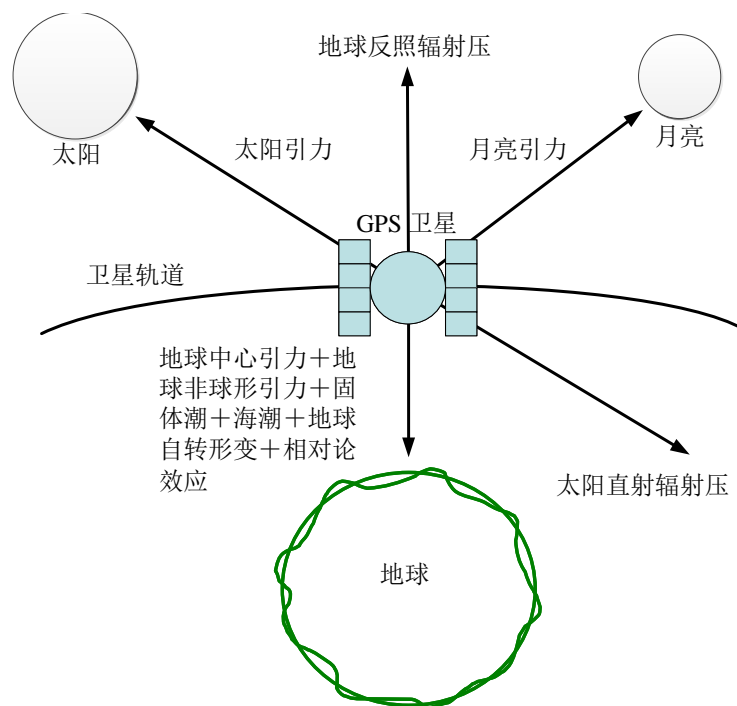 地球反照辐射压
太阳
月亮
太阳引力
月亮引力
GPS 卫星
卫星轨道
地球中心引力＋地
球非球形引力＋固
体潮＋海潮＋地球
自转形变＋相对论
效应
太阳直射辐射压
地球